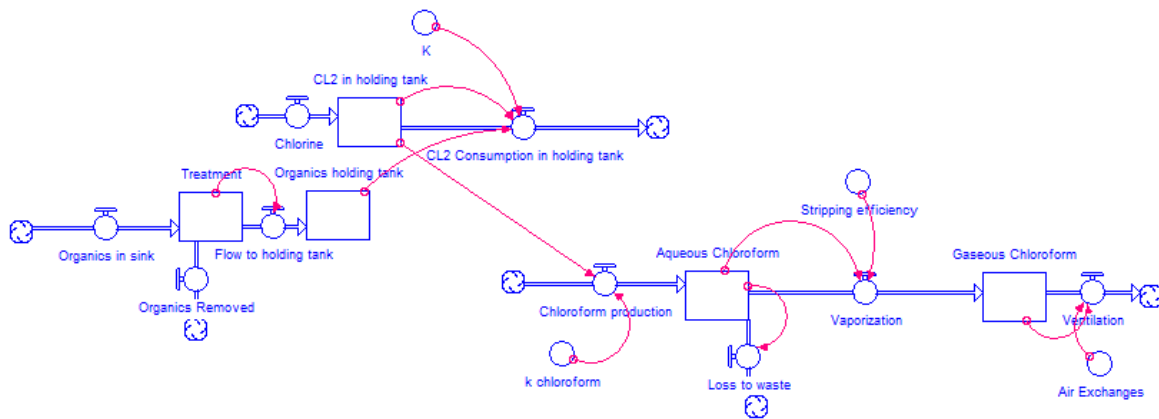 K
CL2 in holding tank
Chlorine
CL2 Consumption in holding tank
Treatment
Organics holding tank
Stripping efficiency
Organics in sink
Flow to holding tank
Aqueous Chloroform
Gaseous Chloroform
Organics Removed
Chloroform production
Vaporization
Ventilation
k chloroform
Loss to waste
Air Exchanges